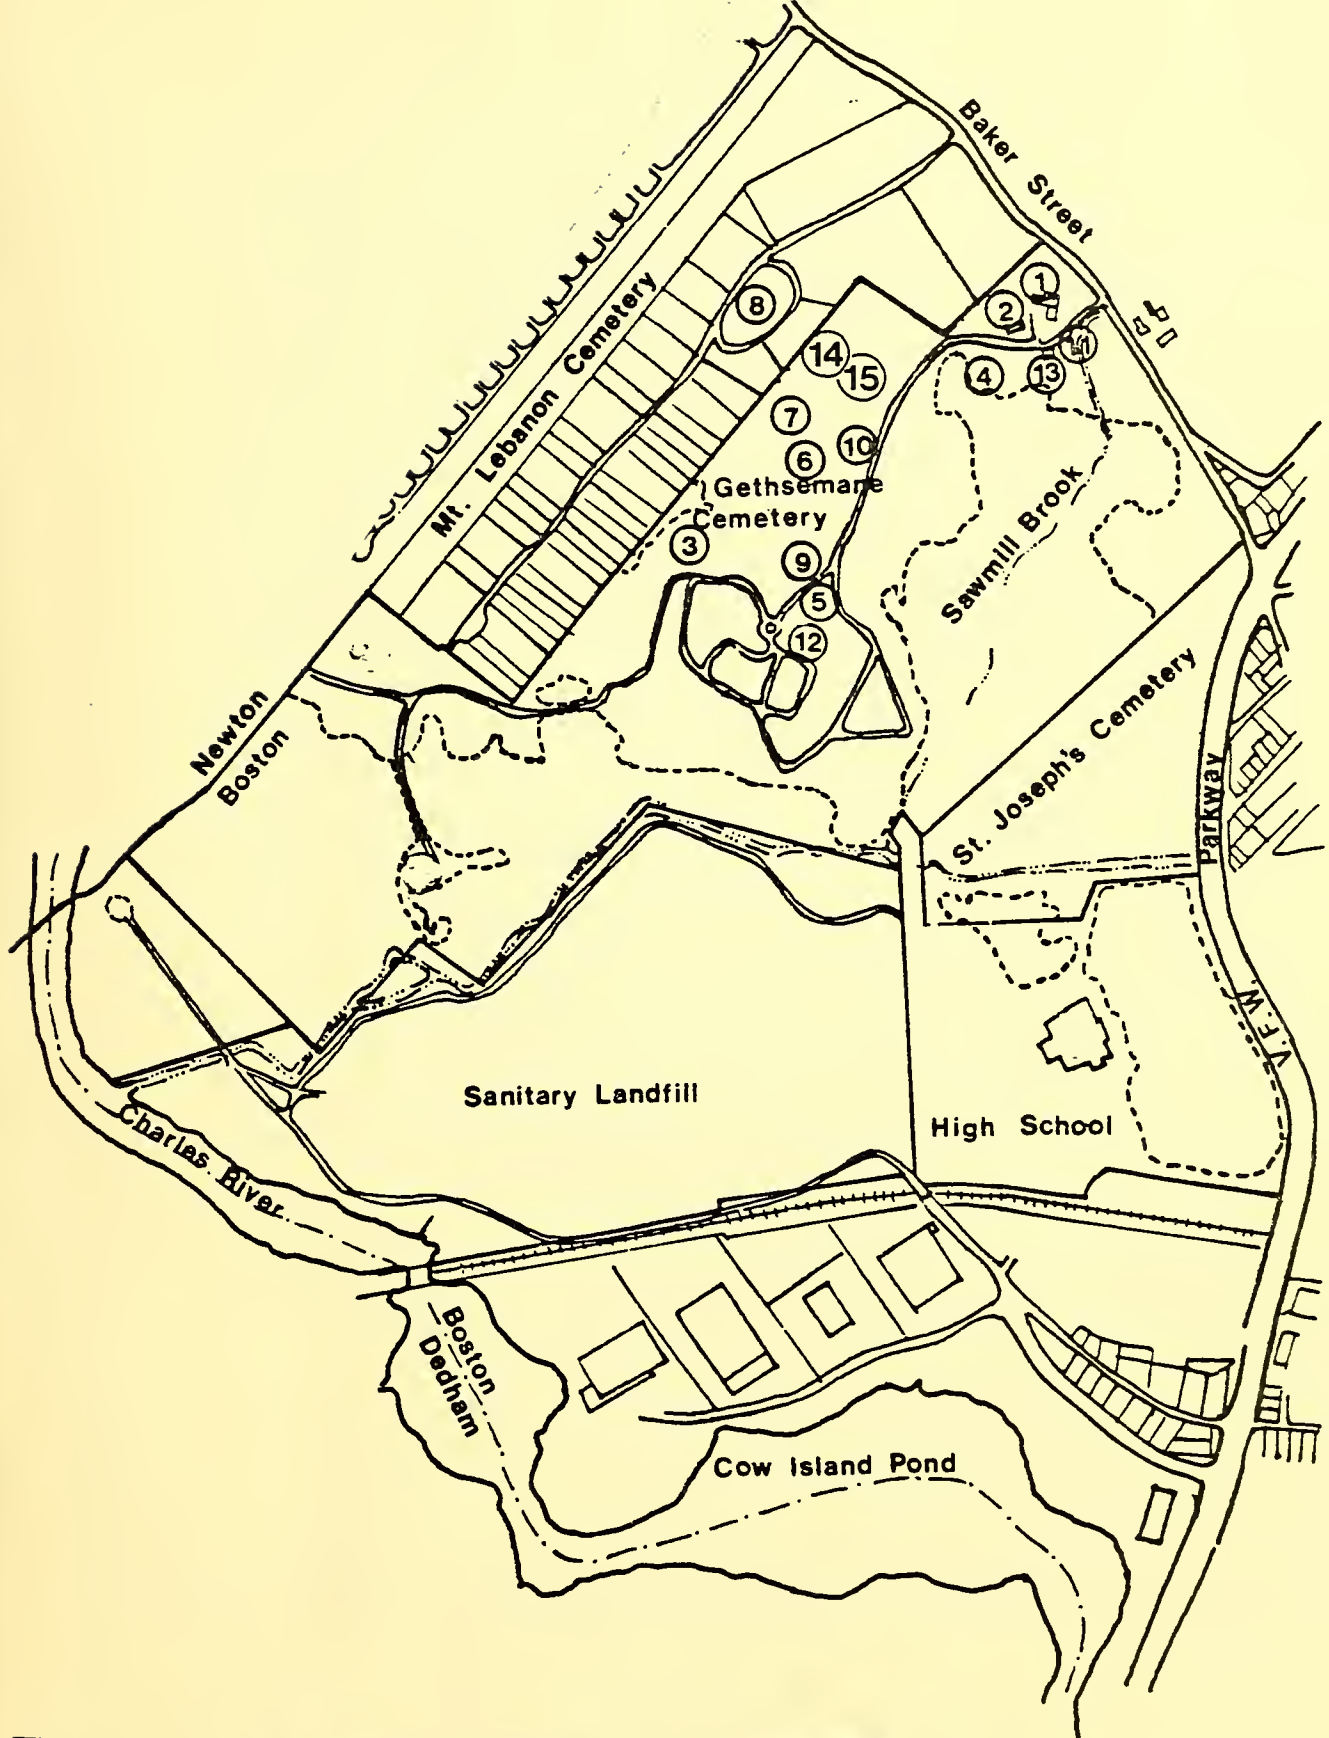 Baker Street
1
2
8
11
14
15
4
13
Mt. Lebanon Cemetery
7
10
6
Gethsemane
Cemetery
3
9
5
12
Sawmill Brook
Newton
Boston
St. Joseph's Cemetery
Parkway
V.F.W.
Sanitary Landfill
High School
Charles River
Boston
Dedham
Cow Island Pond